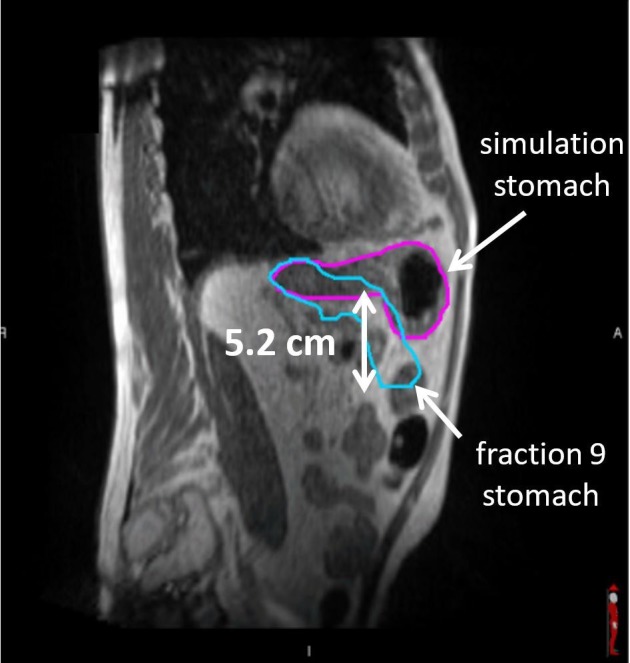 simulation
stomach
5.2 cm
A
fraction 9
stomach
I